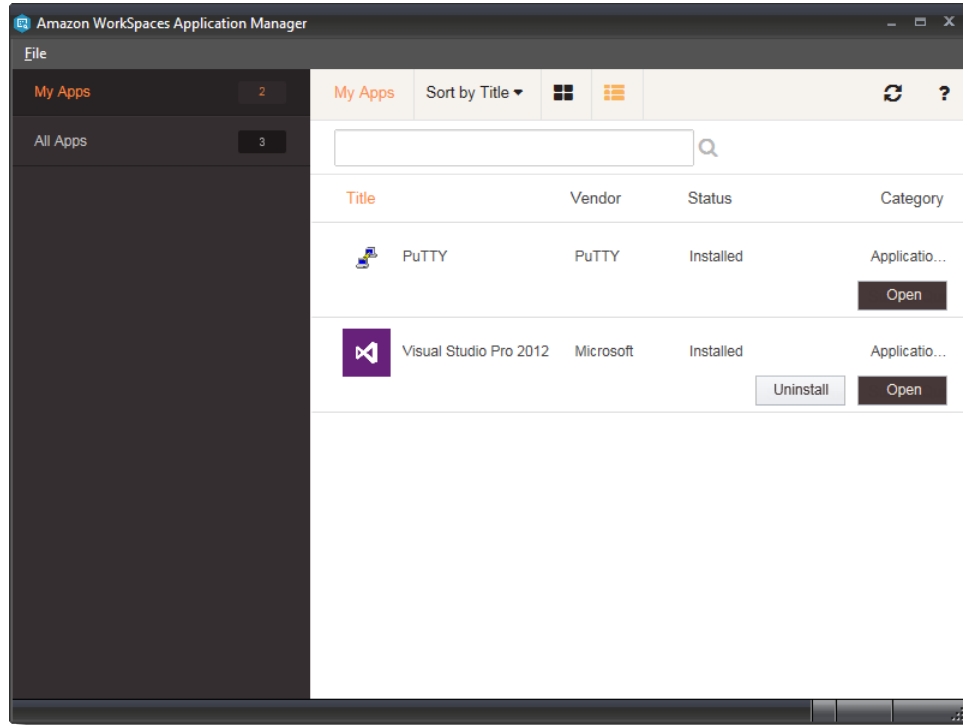 Amazon WorkSpaces Application Manager
File
My Apps 2
All Apps 3
My Apps Sort by Title ?
Title Vendor Status Category
PuTTY PuTTY Installed Applicatio...
Open
Visual Studio Pro 2012 Microsoft Installed Applicatio...
Uninstall Open